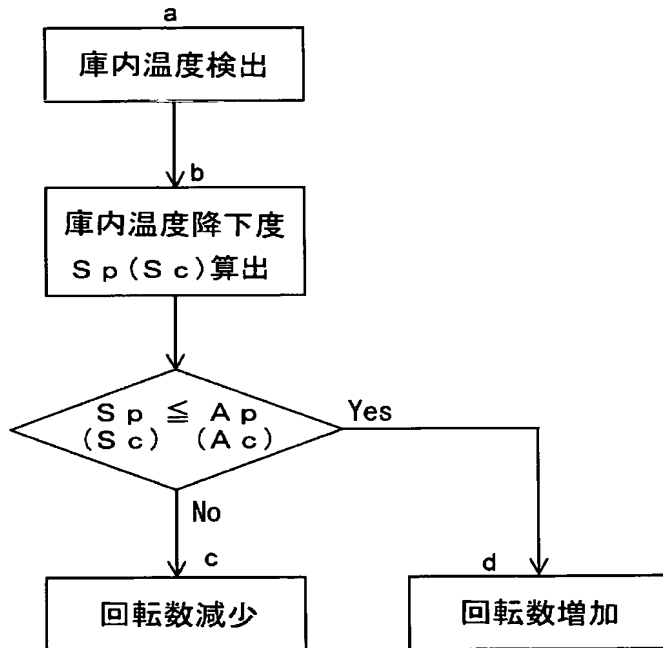 a
庫内温度検出
b
庫内温度降下度
Sp(Sc)算出
Sp ≦ Ap
(Sc) (Ac)
Yes
No
c
回転数減少
d
回転数増加